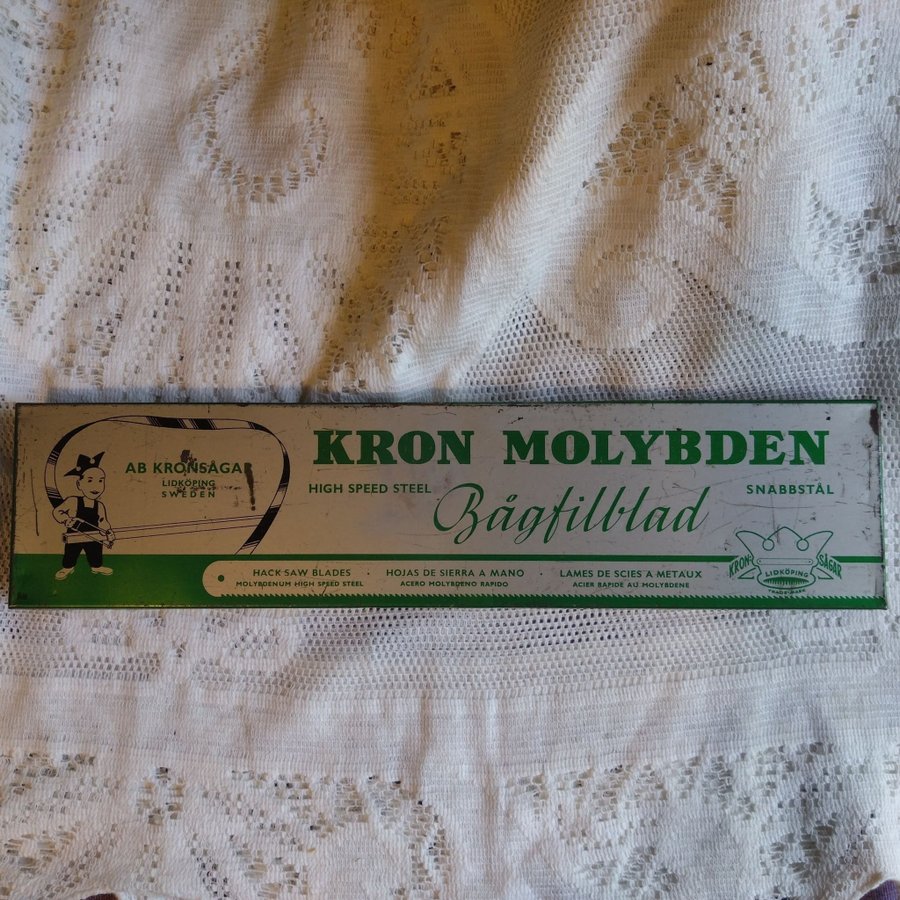 AB KRONSÅGAR
LIDKÖPING
SWEDEN
KRON MOLYBDEN
HIGH SPEED STEEL
Bågfilblad
SNABBSTÅL
HACK SAW BLADES
MOLYBDENUM HIGH SPEED STEEL
HOJAS DE SIERRA A MANO
ACERO MOLYBDENO RAPIDO
LAMES DE SCIES A METAUX
ACIER RAPIDE AU MOLYBDENE
KRON-SÅGAR
LIDKÖPING
TRADE-MARK